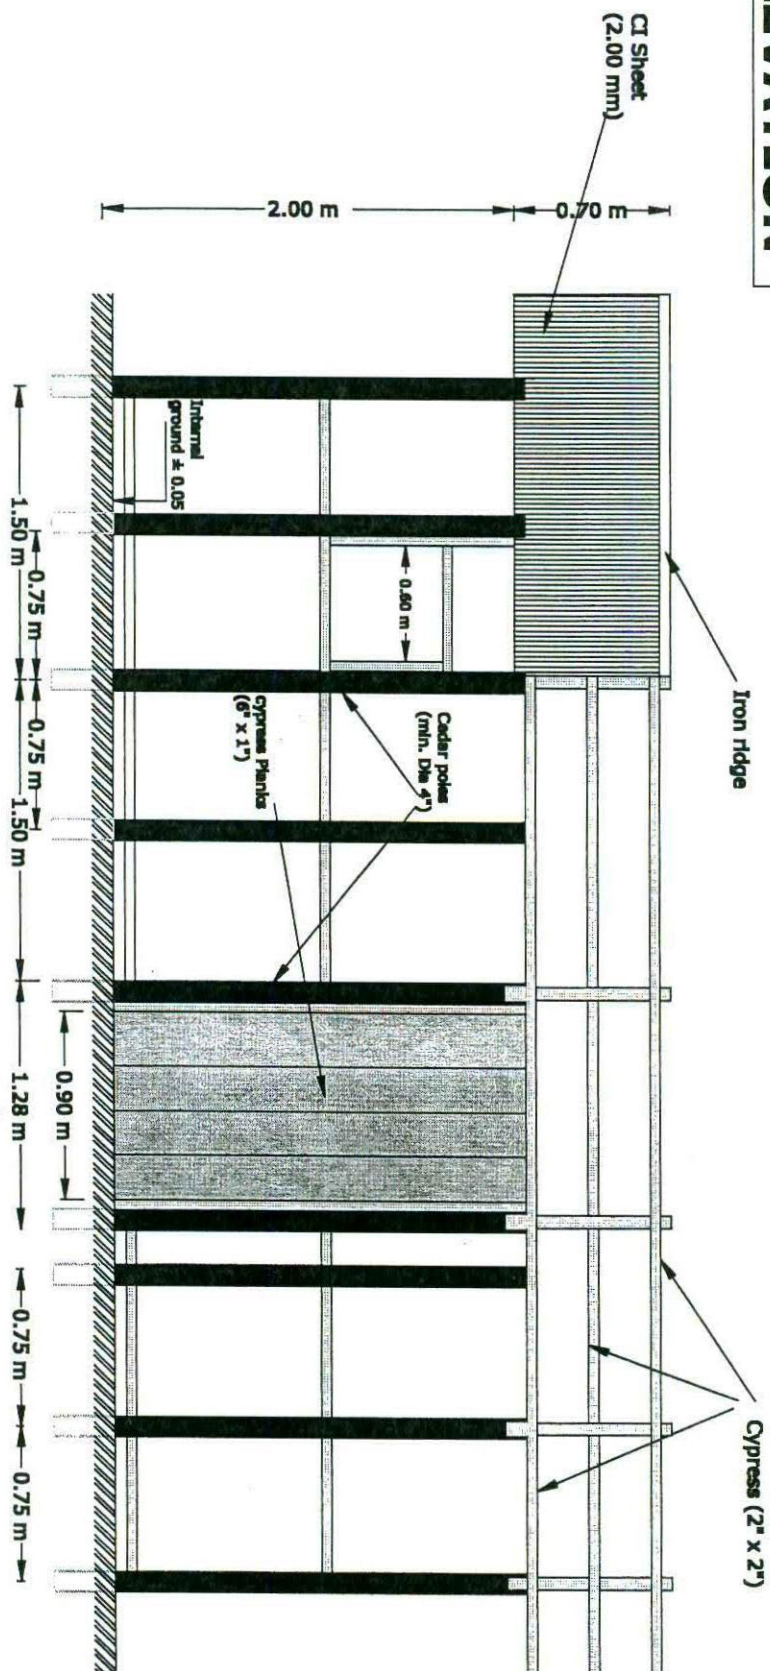 CI Sheet
(2.00 mm)
2.00 m
0.70 m
Iron ridge
Internal
ground ± 0.05
0.60 m
Cedar poles
(min. Dia 4")
cypress Planks
(6" x 1")
Cypress (2" x 2")
1.50 m
0.75 m
0.75 m
1.50 m
0.90 m
1.28 m
0.75 m
0.75 m